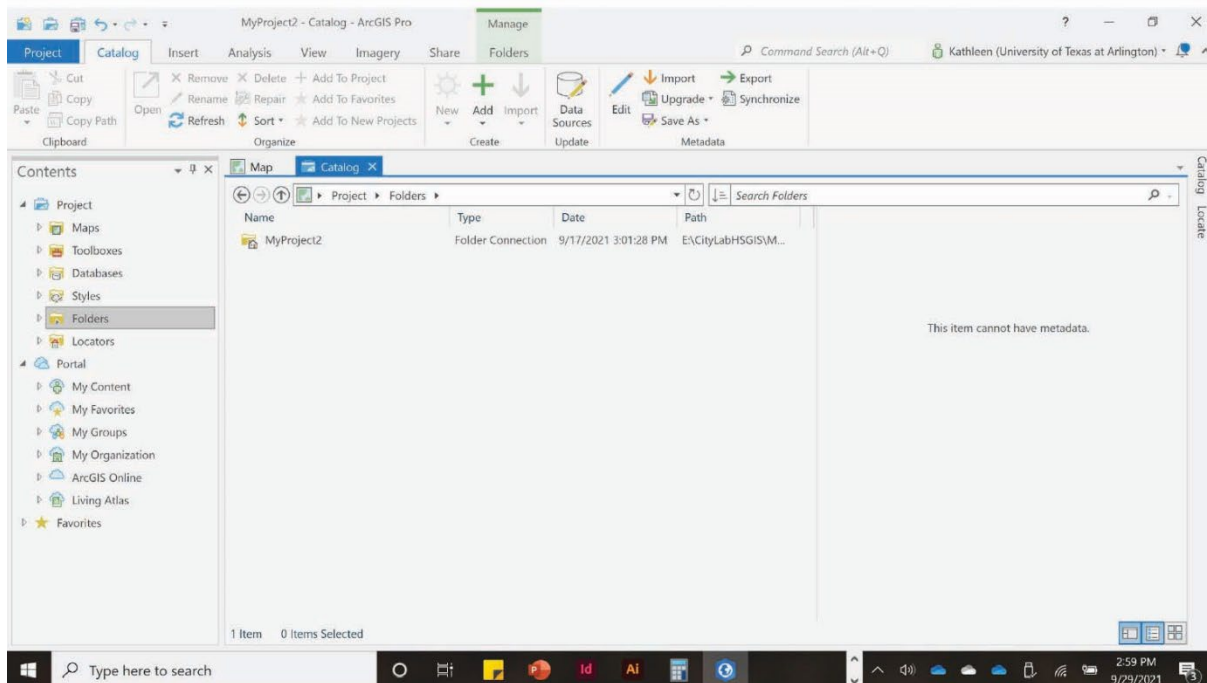 MyProject2 - Catalog - ArcGIS Pro
Manage
?
Project Catalog Insert Analysis View Imagery Share Folders
Command Search (Alt+Q)
Kathleen (University of Texas at Arlington)
Paste
Cut
Copy
Copy Path
Clipboard
Open
Remove Delete Add To Project
Rename Repair Add To Favorites
Refresh Sort Add To New Projects
Organize
New Add Import
Create
Data Sources
Update
Edit
Import Export
Upgrade Synchronize
Save As
Metadata
Contents
Project
Maps
Toolboxes
Databases
Styles
Folders
Locators
Portal
My Content
My Favorites
My Groups
My Organization
ArcGIS Online
Living Atlas
Favorites
Map Catalog
Project Folders
Search Folders
Name Type Date Path
MyProject2 Folder Connection 9/17/2021 3:01:28 PM E:\CityLabHSGIS\M...
This item cannot have metadata.
Catalog
Locate
1 Item 0 Items Selected
Type here to search
P
Id
Ai
2:59 PM
9/29/2021
3